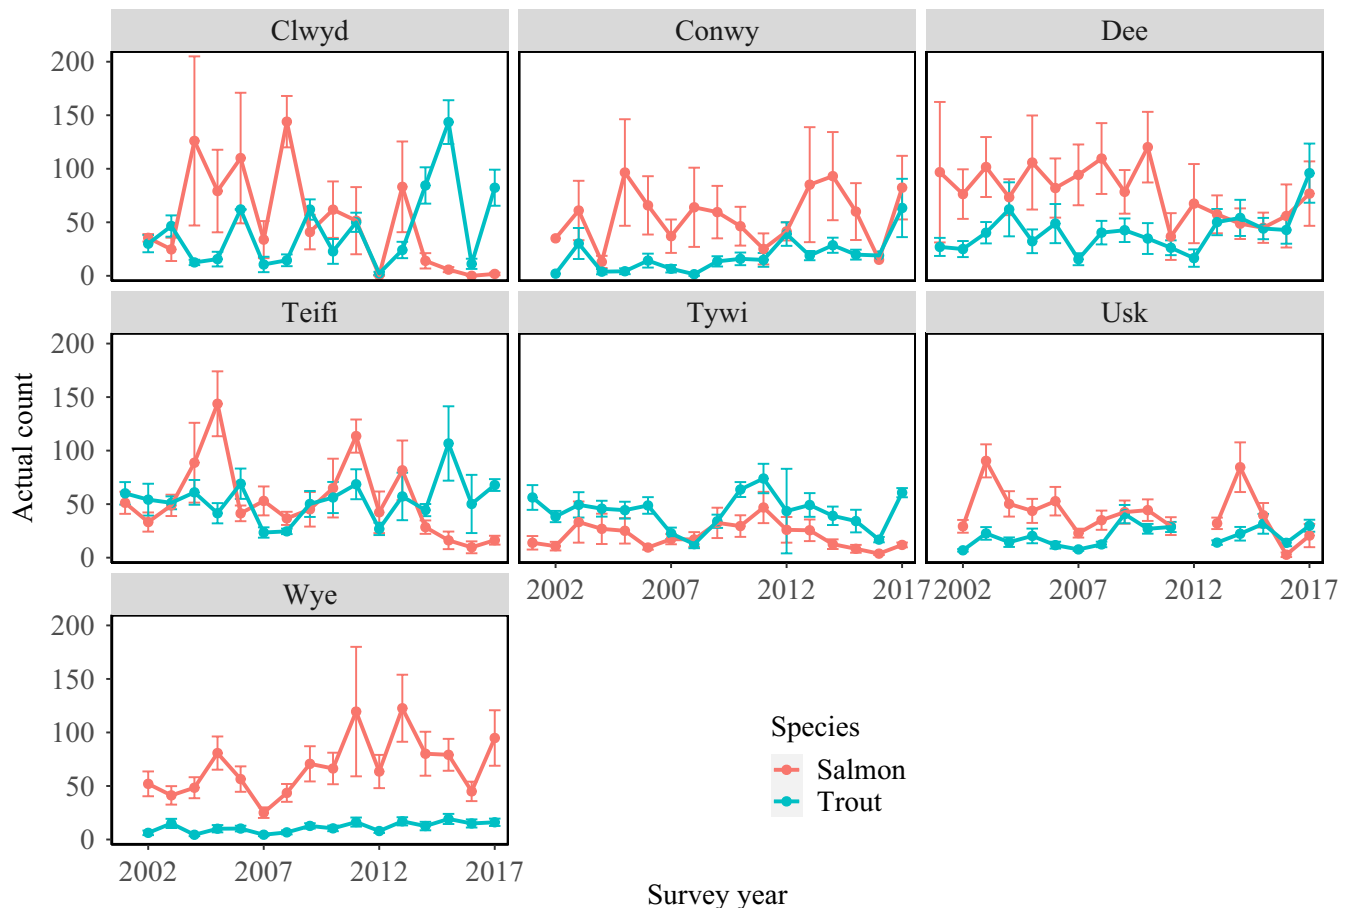 Clwyd Conwy Dee
200
150
100
50
0
Teifi Tywi Usk
200
150
100
50
0
2002 2007 2012 2017 2002 2007 2012 2017
Wye
200
150
100
50
0
2002 2007 2012 2017
Actual count
Survey year
Species
Salmon
Trout